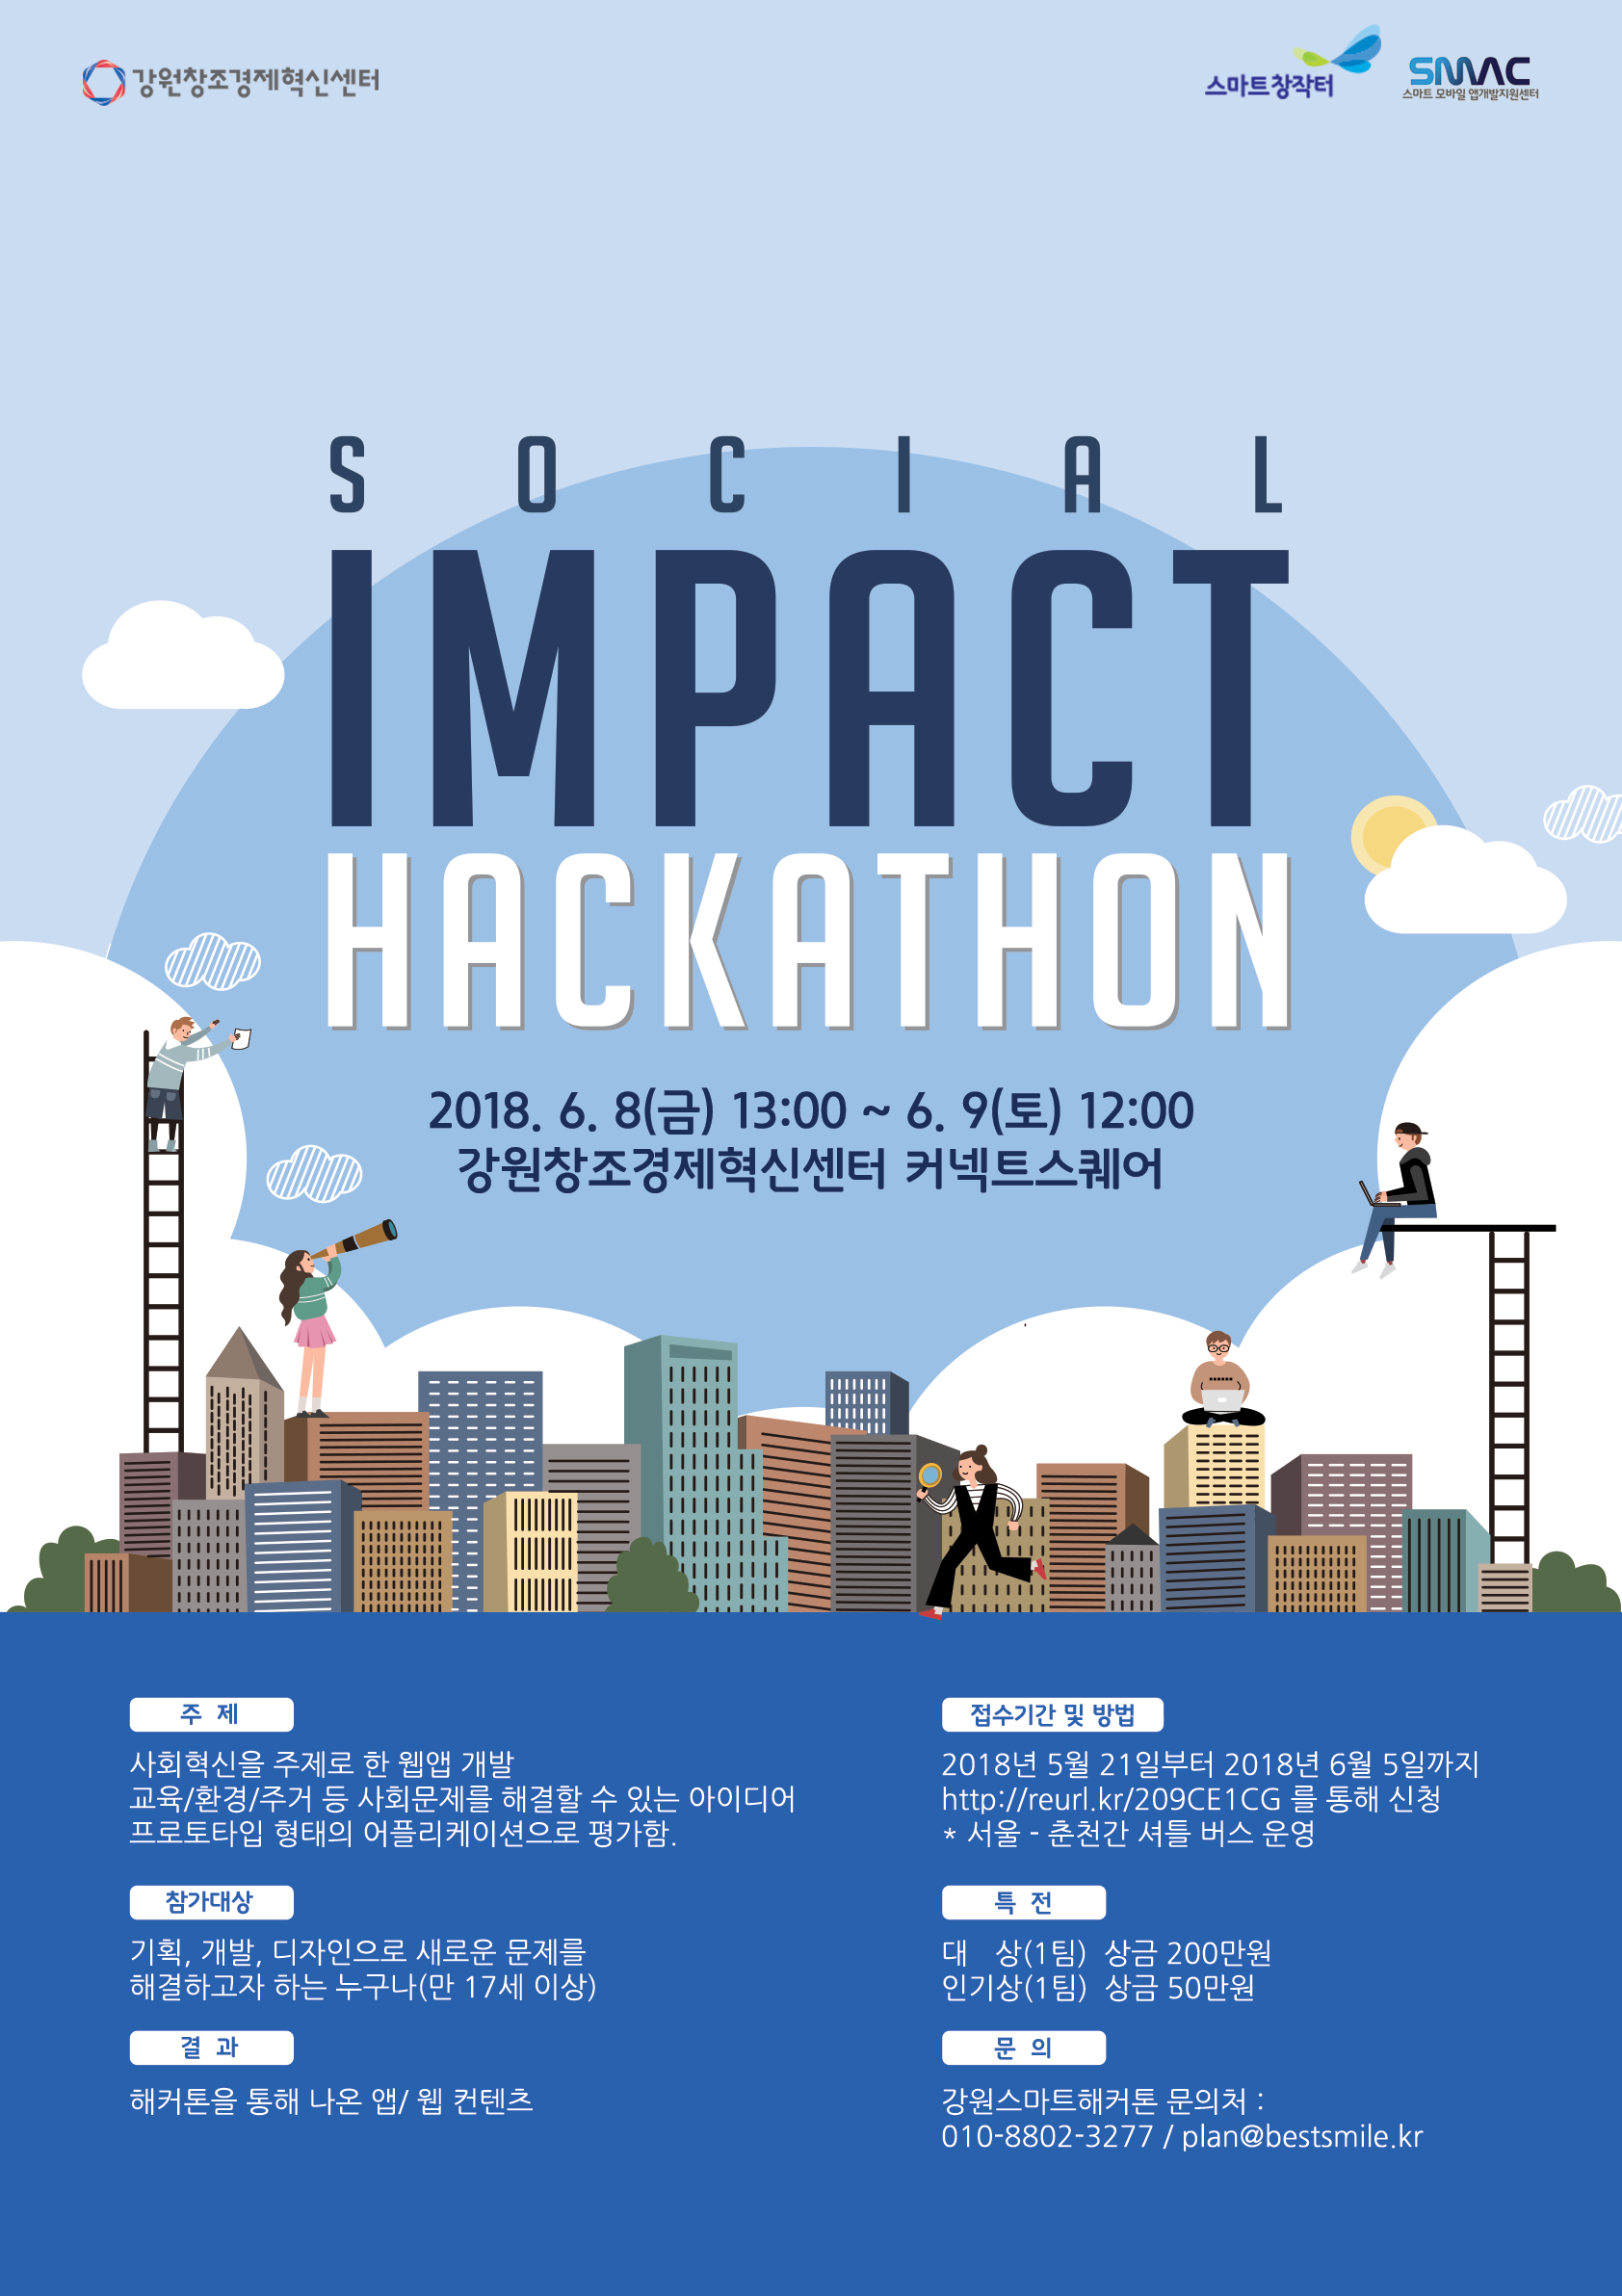 강원창조경제혁신센터
스마트창작터
SMAC
스마트 모바일 앱개발지원센터
SOCIAL
IMPACT
HACKATHON
2018. 6. 8(금) 13:00 ~ 6. 9(토) 12:00
강원창조경제혁신센터 커넥트스퀘어
주 제
사회혁신을 주제로 한 웹앱 개발
교육/환경/주거 등 사회문제를 해결할 수 있는 아이디어
프로토타입 형태의 어플리케이션으로 평가함.
참가대상
기획, 개발, 디자인으로 새로운 문제를
해결하고자 하는 누구나(만 17세 이상)
결 과
해커톤을 통해 나온 앱/ 웹 컨텐츠
접수기간 및 방법
2018년 5월 21일부터 2018년 6월 5일까지
http://reurl.kr/209CE1CG 를 통해 신청
* 서울 - 춘천간 셔틀 버스 운영
특 전
대 상(1팀) 상금 200만원
인기상(1팀) 상금 50만원
문 의
강원스마트해커톤 문의처 :
010-8802-3277 / plan@bestsmile.kr